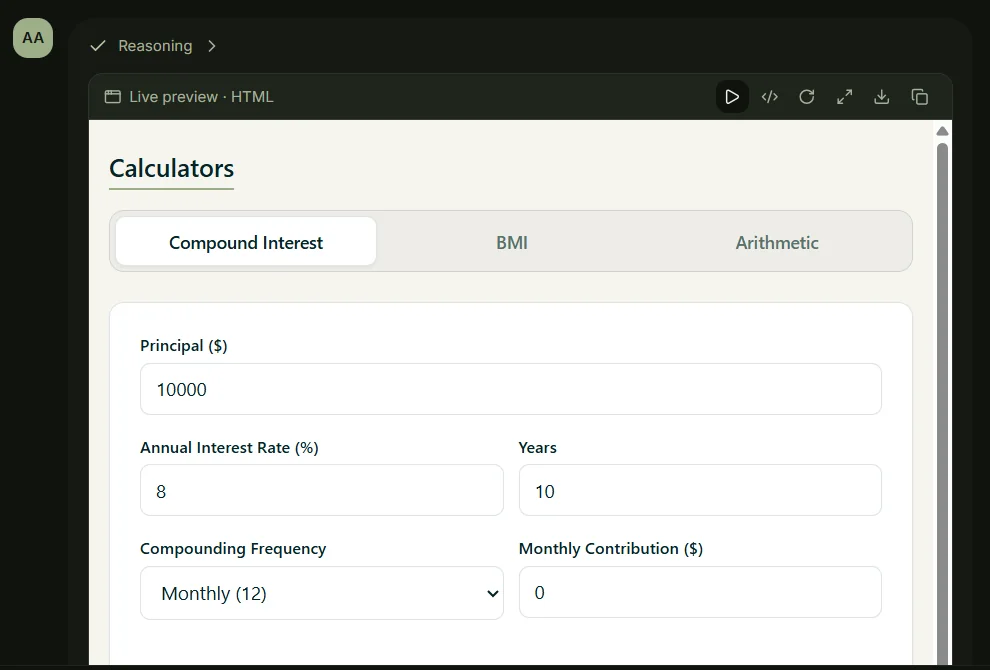 AA
Reasoning
Live preview · HTML
Calculators
Compound Interest BMI Arithmetic
Principal ($)
10000
Annual Interest Rate (%) Years
8 10
Compounding Frequency Monthly Contribution ($)
Monthly (12) 0